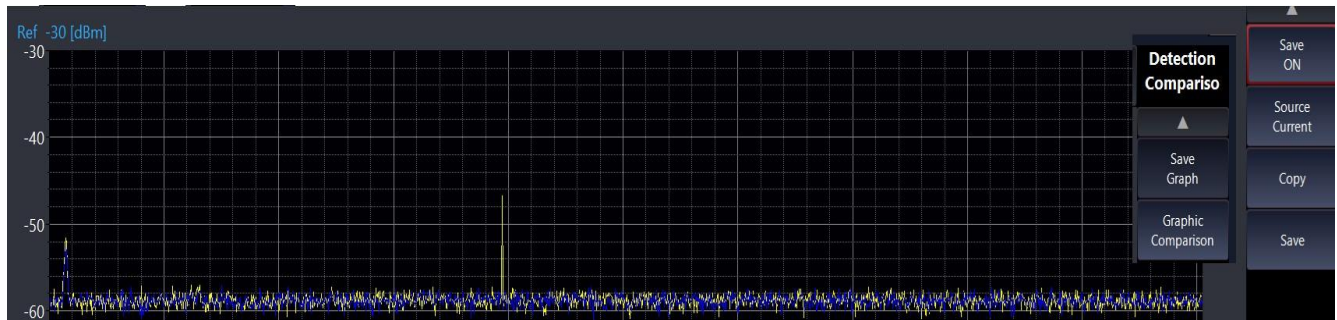 Ref -30 [dBm]
-30
-40
-50
-60
Detection
Compariso
▲
Save
Graph
Graphic
Comparison
▲
Save
ON
Source
Current
Copy
Save